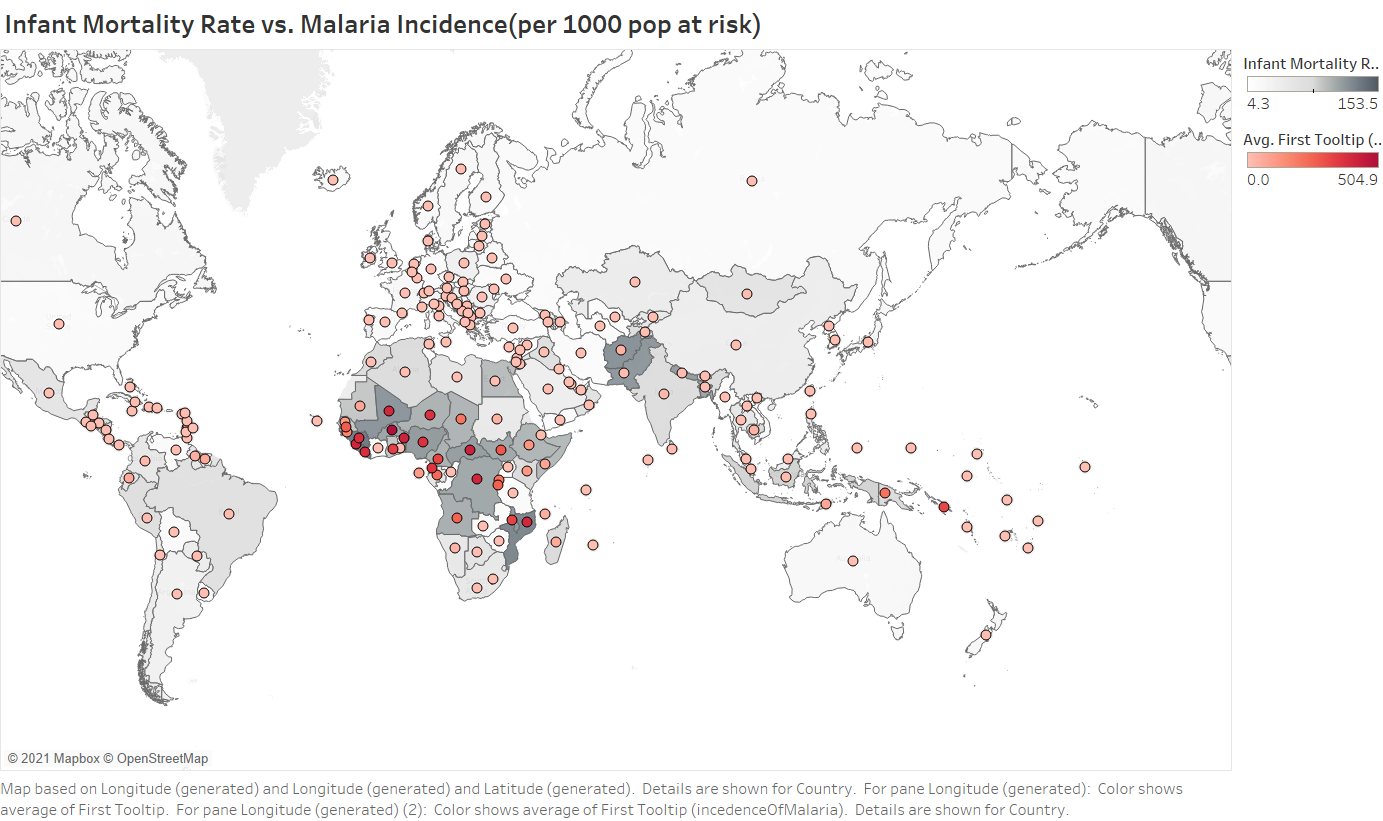 Infant Mortality Rate vs. Malaria Incidence(per 1000 pop at risk)
Infant Mortality R..
4.3 153.5
Avg. First Tooltip (..
0.0 504.9
© 2021 Mapbox © OpenStreetMap
Map based on Longitude (generated) and Longitude (generated) and Latitude (generated).  Details are shown for Country.  For pane Longitude (generated):  Color shows
average of First Tooltip.  For pane Longitude (generated) (2):  Color shows average of First Tooltip (incedenceOfMalaria).  Details are shown for Country.